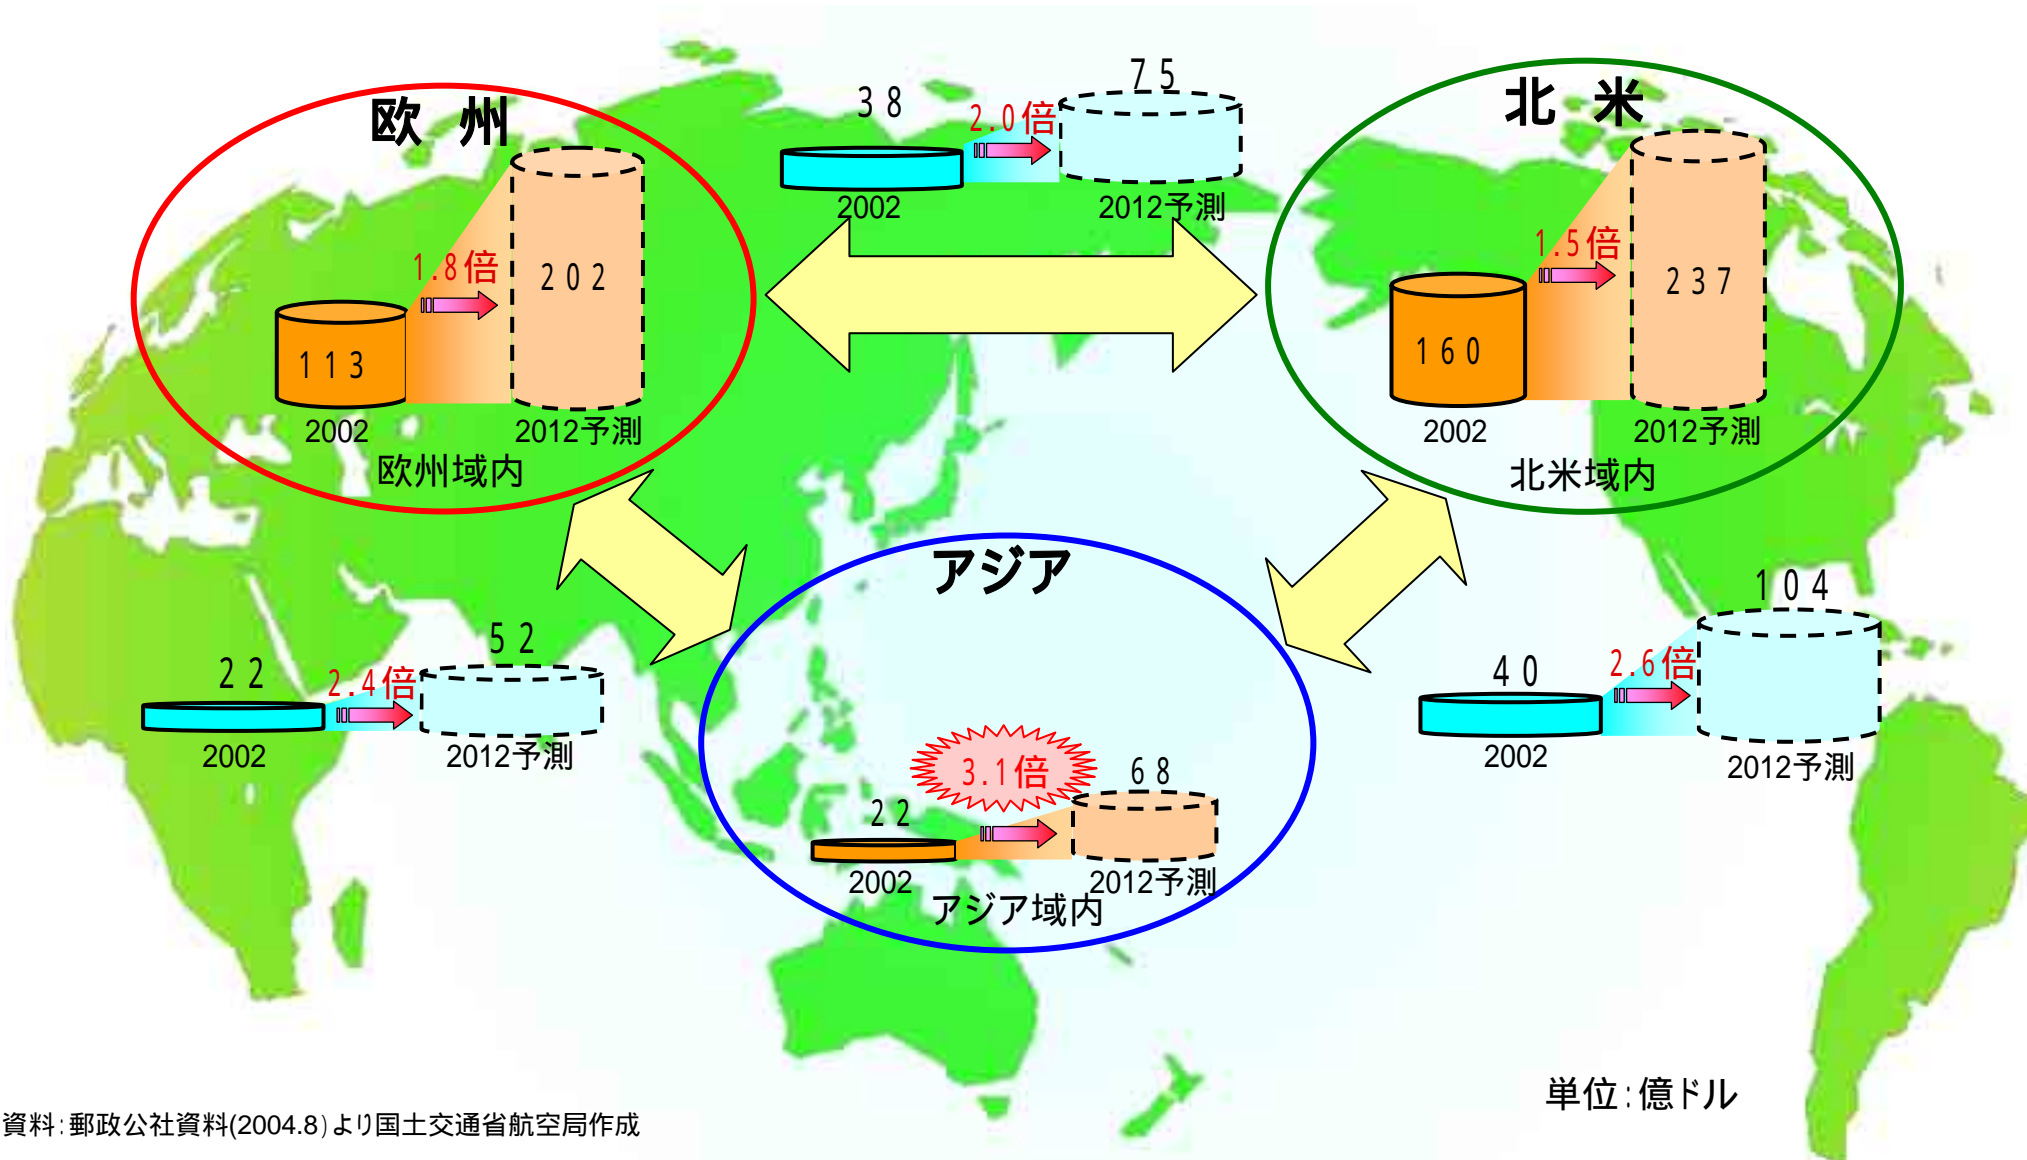 欧 州
1.8倍
113
202
2002
2012予測
欧州域内
38
2.0倍
75
2002
2012予測
北 米
1.5倍
160
237
2002
2012予測
北米域内
22
2.4倍
52
2002
2012予測
アジア
3.1倍
22
68
2002
2012予測
アジア域内
40
2.6倍
104
2002
2012予測
単位:億ドル
資料:郵政公社資料(2004.8)より国土交通省航空局作成